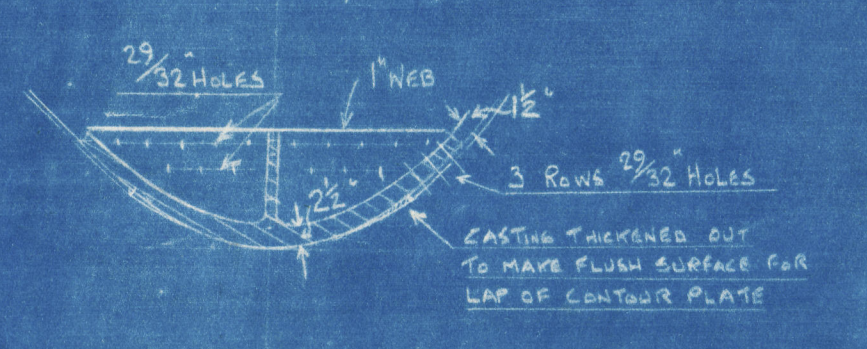 29/32" HOLES
1" WEB
1½"
2½"
3 ROWS 29/32" HOLES
CASTING THICKENED OUT
TO MAKE FLUSH SURFACE FOR
LAP OF CONTOUR PLATE